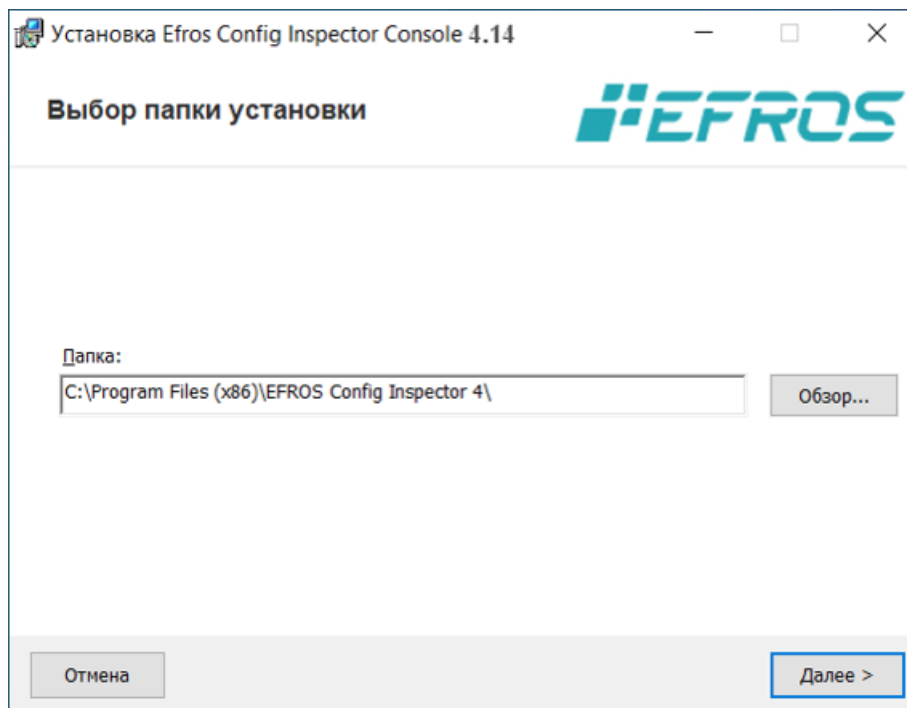 Установка Efros Config Inspector Console 4.14
Выбор папки установки
EFROS
Папка:
C:\Program Files (x86)\EFROS Config Inspector 4\
Обзор...
Отмена
Далее >